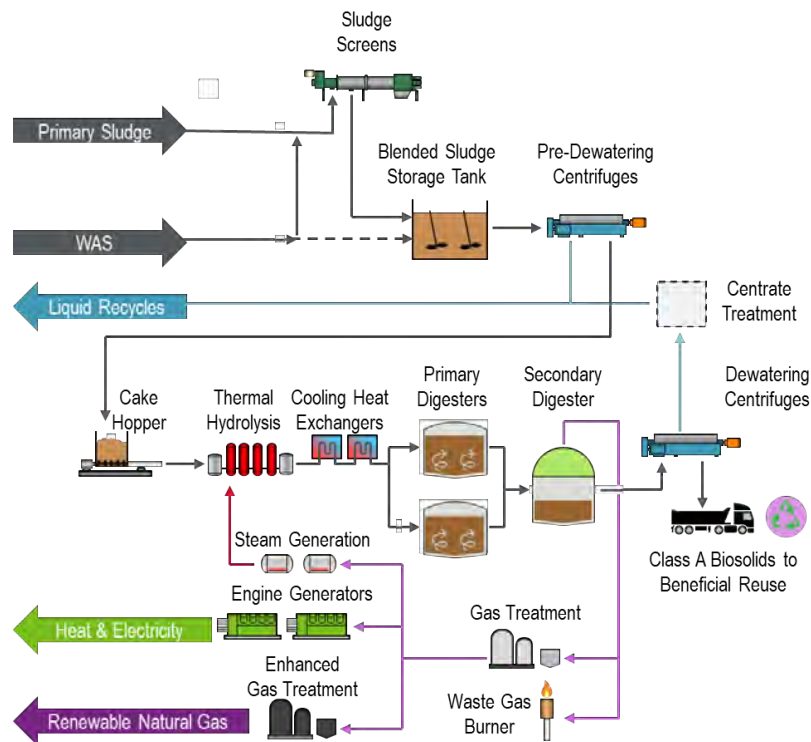 Sludge
Screens
Primary Sludge
Blended Sludge
Storage Tank
Pre-Dewatering
Centrifuges
WAS
Liquid Recycles
Centrate
Treatment
Cake
Hopper
Thermal
Hydrolysis
Cooling Heat
Exchangers
Primary
Digesters
Secondary
Digester
Dewatering
Centrifuges
Steam Generation
Class A Biosolids to
Beneficial Reuse
Engine Generators
Heat & Electricity
Gas Treatment
Enhanced
Gas Treatment
Waste Gas
Burner
Renewable Natural Gas